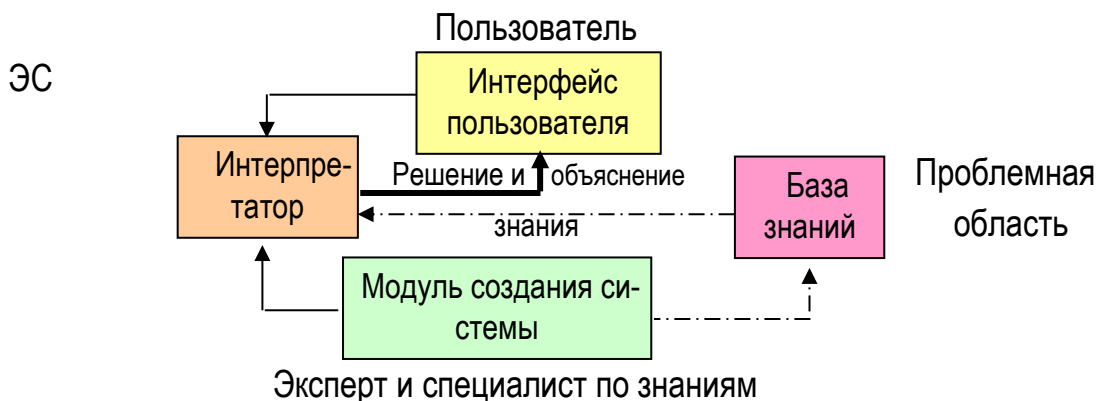 Пользователь
ЭС
Интерфейс
пользователя
Интерпре-
татор
Решение и объяснение
База
знаний
Проблемная
область
знания
Модуль создания си-
стемы
Эксперт и специалист по знаниям